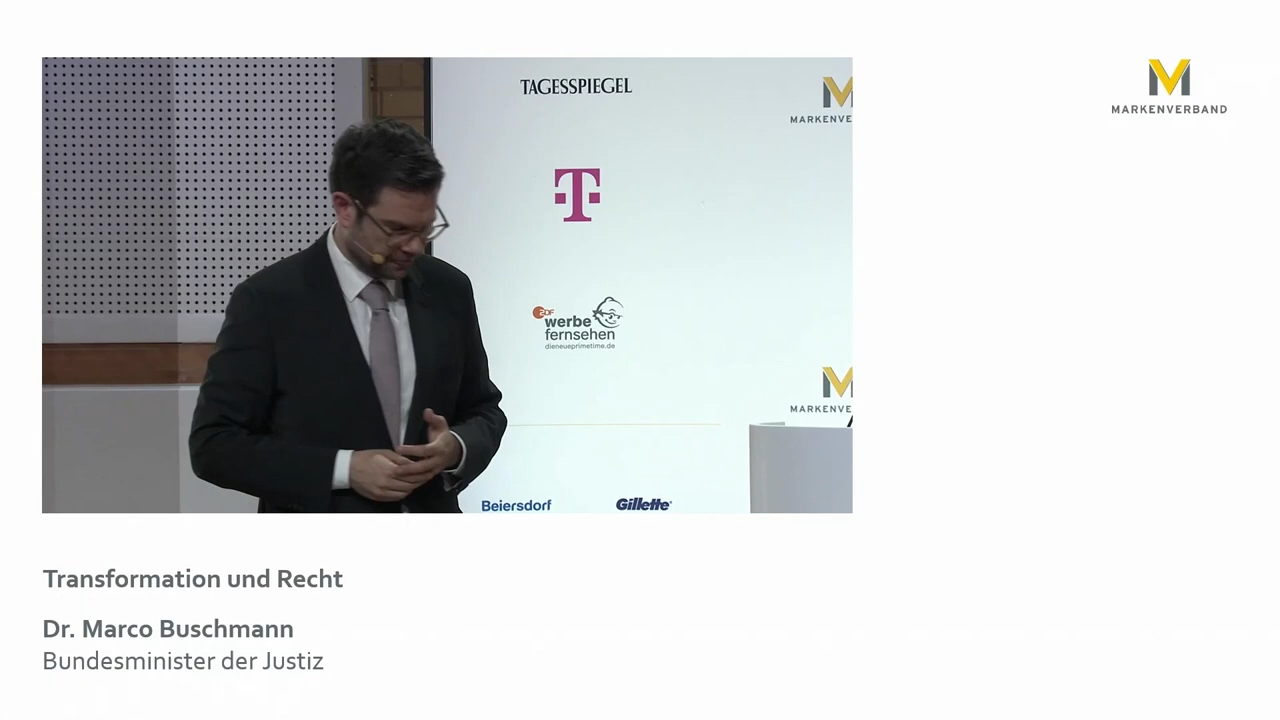 TAGESSPIEGEL
MARKENVE
MARKENVERBAND
T
ZDF
werbe
fernsehen
dieneueprimetime.de
MARKENVE
Beiersdorf
Gillette
Transformation und Recht
Dr. Marco Buschmann
Bundesminister der Justiz